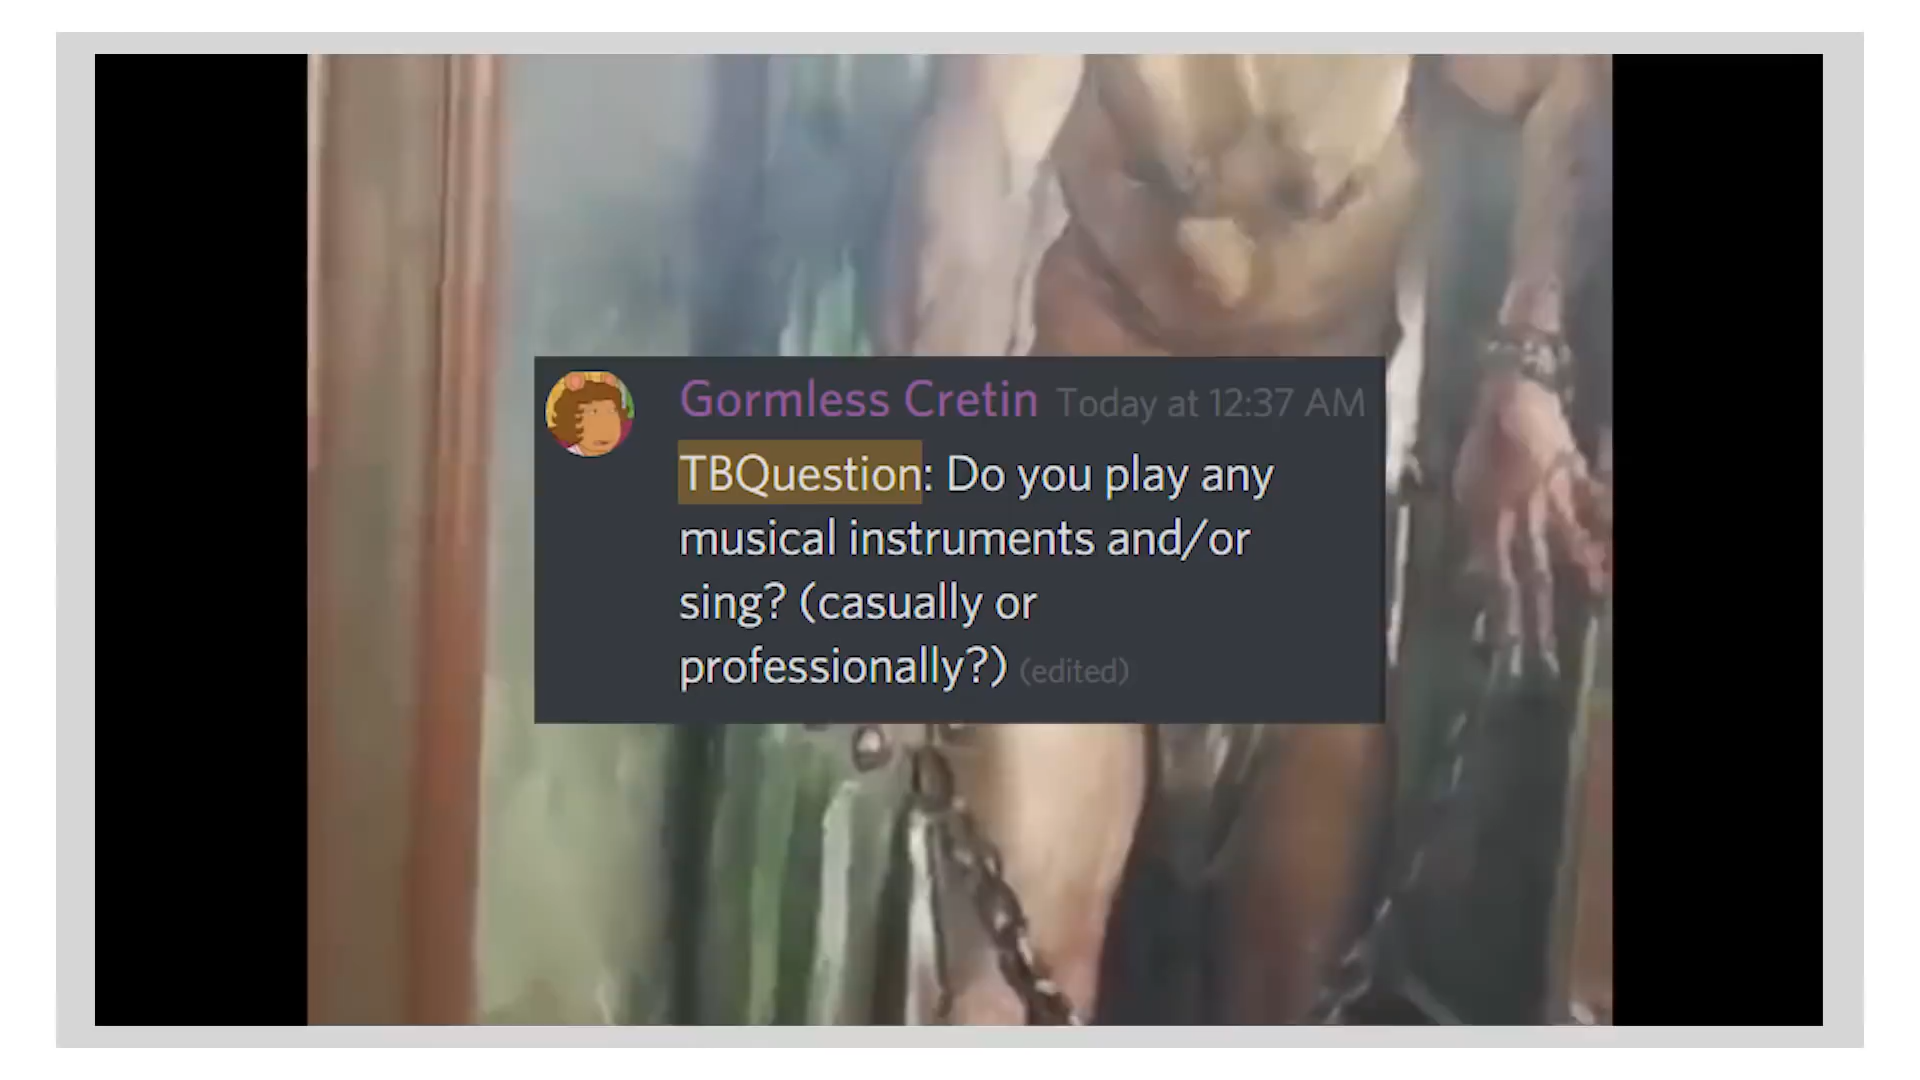 Gormless Cretin Today at 12:37 AM
TBQuestion: Do you play any
musical instruments and/or
sing? (casually or
professionally?) (edited)